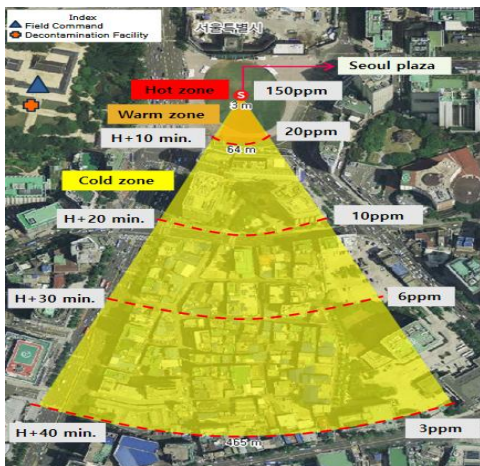 Index
Field Command
Decontamination Facility
서울특별시
Seoul plaza
Hot zone
S
150ppm
3 m
Warm zone
20ppm
H+10 min.
64 m
Cold zone
H+20 min.
10ppm
H+30 min.
6ppm
H+40 min.
3ppm
465 m